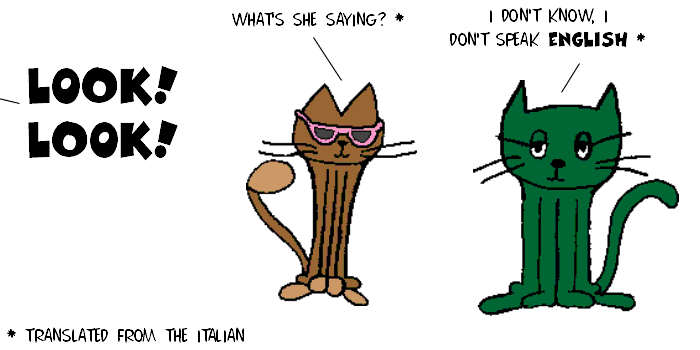 LOOK!
LOOK!
WHAT'S SHE SAYING? *
I DON'T KNOW, I
DON'T SPEAK ENGLISH *
* TRANSLATED FROM THE ITALIAN